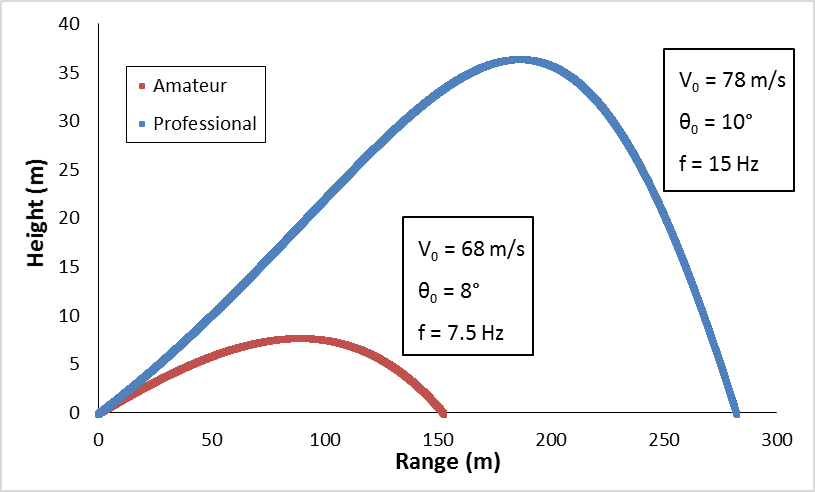 40
35
30
25
20
15
10
5
0
Height (m)
Amateur
Professional
V₀ = 78 m/s
θ₀ = 10°
f = 15 Hz
V₀ = 68 m/s
θ₀ = 8°
f = 7.5 Hz
0 50 100 150 200 250 300
Range (m)